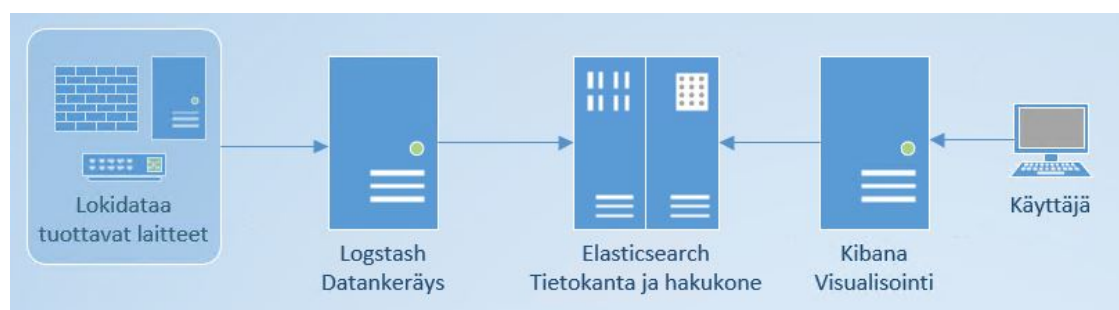 Lokidataa
tuottavat laitteet
Logstash
Datankeräys
Elasticsearch
Tietokanta ja hakukone
Kibana
Visualisointi
Käyttäjä